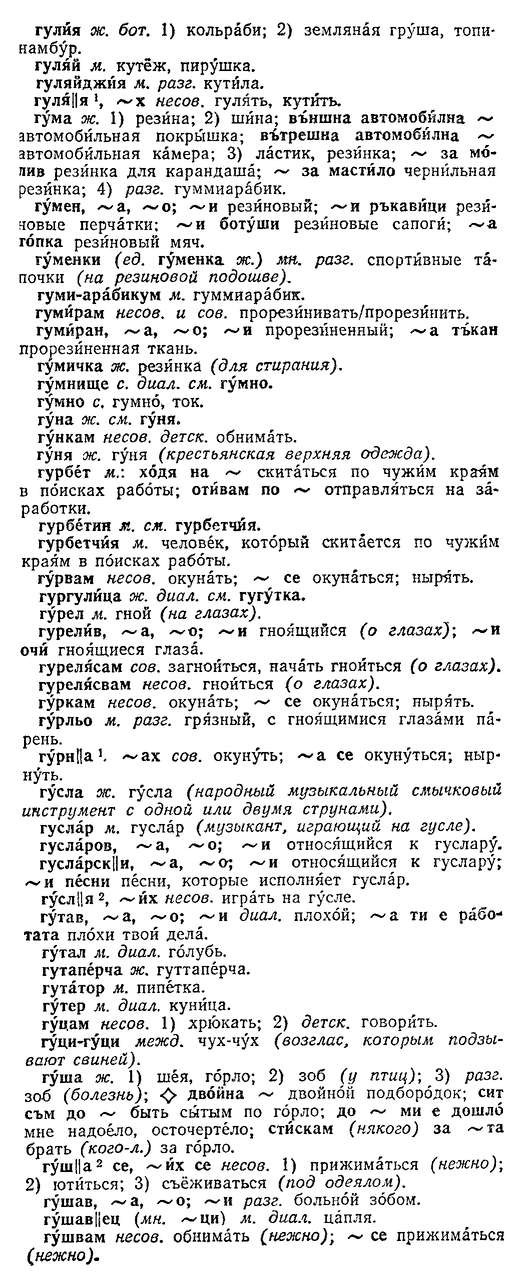 гули́я ж. бот. 1) кольра́би; 2) земляна́я гру́ша, топи-
намбу́р.
гуля́й м. кутёж, пиру́шка.
гуляйджи́я м. разг. кути́ла.
гуля́||я ¹, ~х несов. гуля́ть, кути́ть.
гу́ма ж. 1) рези́на; 2) ши́на; въ́ншна автомоби́лна ~
автомоби́льная покры́шка; въ́трешна автомоби́лна ~
автомоби́льная ка́мера; 3) ла́стик, рези́нка; ~ за мо́-
лив рези́нка для карандаша́; ~ за масти́ло черни́льная
рези́нка; 4) разг. гуммиара́бик.
гу́мен, ~а, ~о; ~и рези́новый; ~и ръкави́ци рези́-
новые перча́тки; ~и боту́ши рези́новые сапоги́; ~а
то́пка рези́новый мяч.
гу́менки (ед. гу́менка ж.) мн. разг. спорти́вные та́-
почки (на резиновой подошве).
гуми-ара́бикум м. гуммиара́бик.
гуми́рам несов. и сов. прорези́нивать/прорези́нить.
гуми́ран, ~а, ~о; ~и прорези́ненный; ~а тъ́кан
прорези́ненная ткань.
гу́мичка ж. рези́нка (для стирания).
гу́мнище с. диал. см. гу́мно.
гу́мно с. гумно́, ток.
гу́на ж. см. гу́ня.
гу́нкам несов. детск. обнима́ть.
гу́ня ж. гу́ня (крестьянская верхняя одежда).
гурбе́т м.: хо́дя на ~ скита́ться по чужи́м края́м
в по́исках рабо́ты; оти́вам по ~ отправля́ться на за́-
работки.
гурбе́тин м. см. гурбетчи́я.
гурбетчи́я м. челове́к, кото́рый скита́ется по чужи́м
края́м в по́исках рабо́ты.
гу́рвам несов. окуна́ть; ~ се окуна́ться; ныря́ть.
гургули́ца ж. диал. см. гугу́тка.
гу́рел м. гной (на глазах).
гурели́в, ~а, ~о; ~и гноя́щийся (о глазах); ~и
очи́ гноя́щиеся глаза́.
гуреля́сам сов. загнои́ться, нача́ть гнои́ться (о глазах).
гуреля́свам несов. гнои́ться (о глазах).
гу́ркам несов. окуна́ть; ~ се окуна́ться; ныря́ть.
гу́рльо м. разг. гря́зный, с гноя́щимися глаза́ми па́-
рень.
гу́рн||а ¹, ~ах сов. окуну́ть; ~а се окуну́ться; ныр-
ну́ть.
гу́сла ж. гу́сла (народный музыкальный смычковый
инструмент с одной или двумя струнами).
гусла́р м. гусля́р (музыкант, играющий на гусле).
гусла́ров, ~а, ~о; ~и относя́щийся к гусляру́.
гусла́рск||и, ~а, ~о; ~и относя́щийся к гусляру́;
~и пе́сни пе́сни, кото́рые исполня́ет гусля́р.
гу́сл||я ², ~их несов. игра́ть на гу́сле.
гу́тав, ~а, ~о; ~и диал. плохо́й; ~а ти е ра́бо-
тата пло́хи твои́ дела́.
гу́тал м. диал. го́лубь.
гутапе́рча ж. гуттапе́рча.
гута́тор м. пипе́тка.
гу́тер м. диал. куни́ца.
гу́цам несов. 1) хрю́кать; 2) детск. говори́ть.
гу́ци-гу́ци межд. чух-чу́х (возглас, которым подзы-
вают свиней).
гу́ша ж. 1) ше́я, го́рло; 2) зоб (у птиц); 3) разг.
зоб (болезнь); ◇ двойна́ ~ двойно́й подборо́док; сит
съм до ~ быть сы́тым по го́рло; до ~ ми е дошло́
мне надое́ло, осточерте́ло; сти́скам (някого) за ~та
брать (кого-л.) за го́рло.
гу́ш||а ² се, ~их се несов. 1) прижима́ться (нежно);
2) юти́ться; 3) съёживаться (под одеялом).
гу́шав, ~а, ~о; ~и разг. больно́й зо́бом.
гу́шав||ец (мн. ~ци) м. диал. ца́пля.
гу́швам несов. обнима́ть (нежно); ~ се прижима́ться
(нежно).